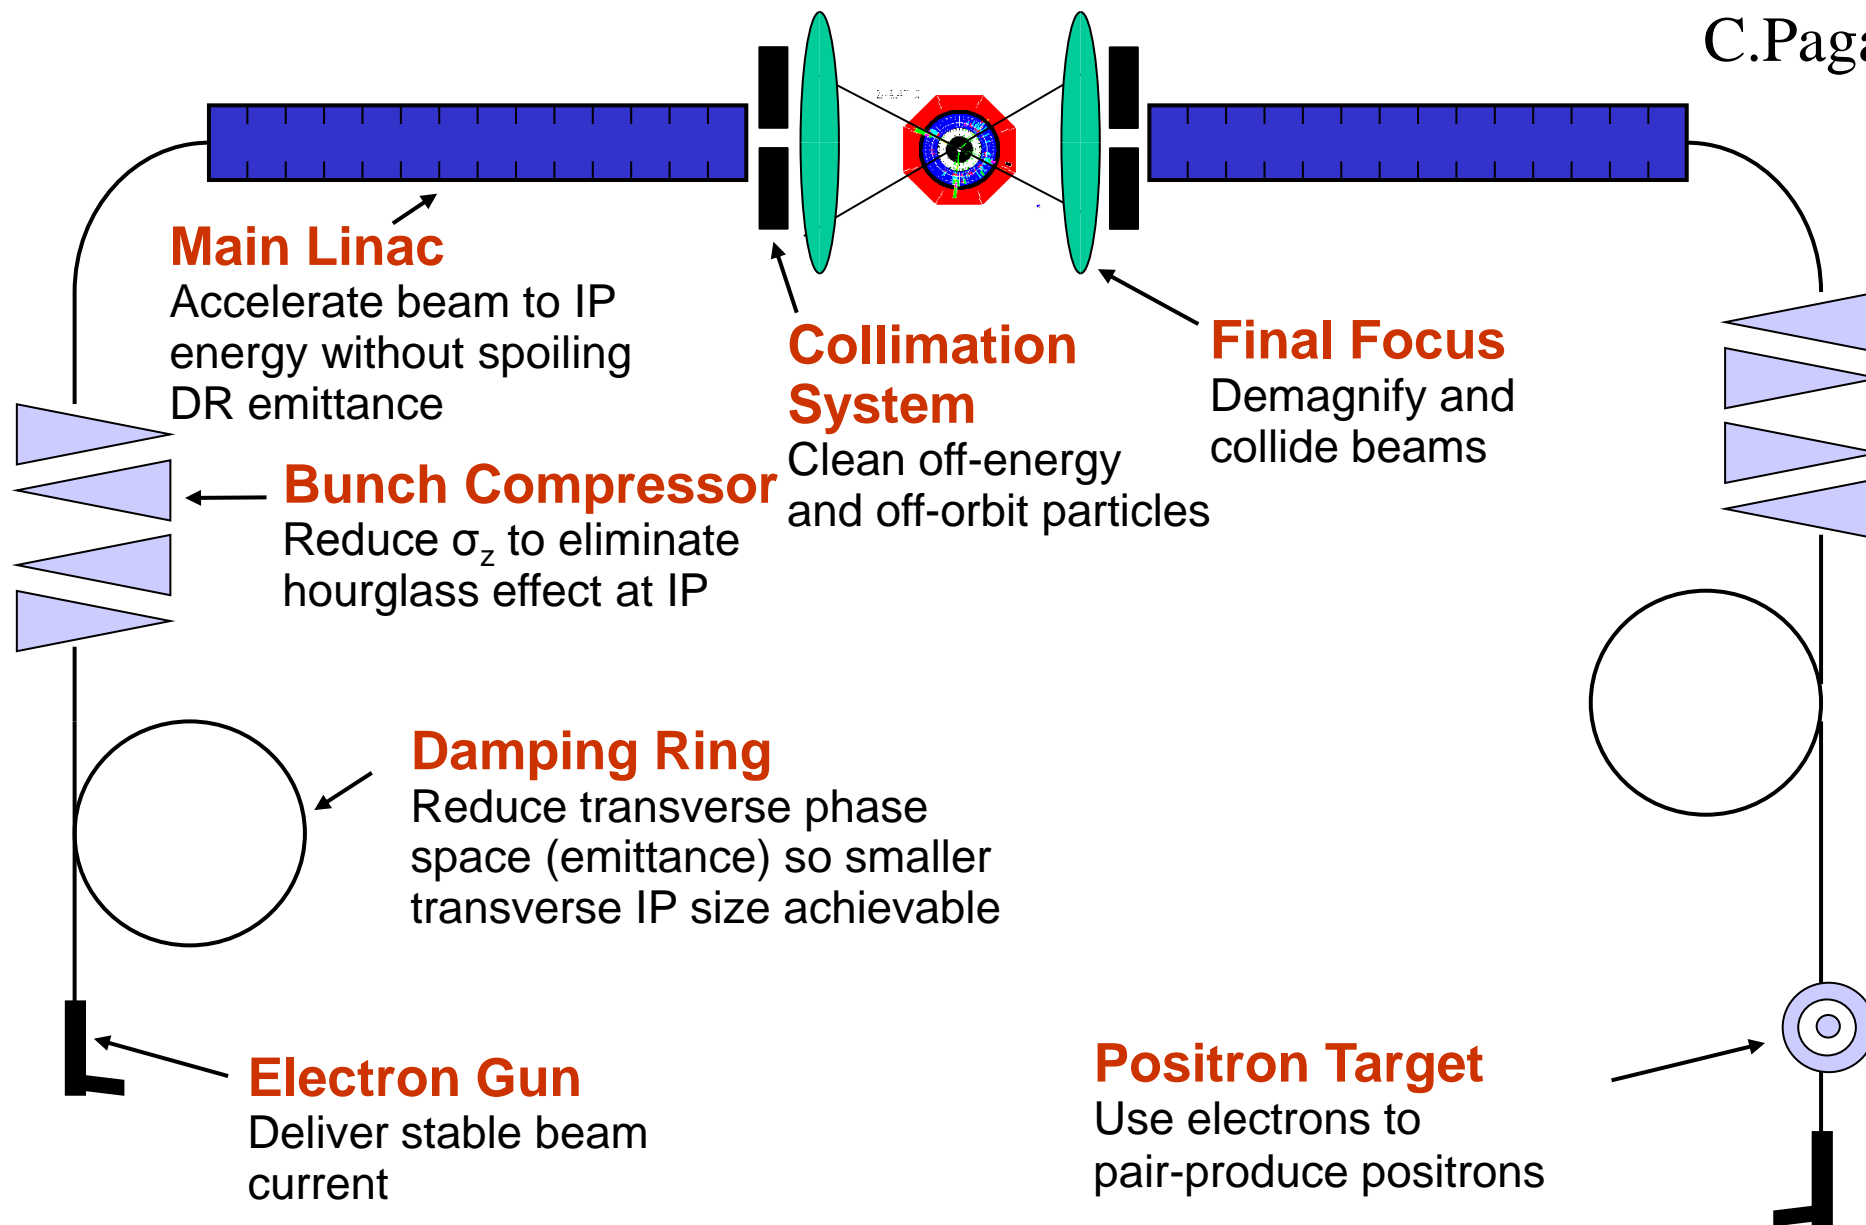 C.Paga
Main Linac
Accelerate beam to IP
energy without spoiling
DR emittance
Collimation
System
Clean off-energy
and off-orbit particles
Final Focus
Demagnify and
collide beams
Bunch Compressor
Reduce σz to eliminate
hourglass effect at IP
Damping Ring
Reduce transverse phase
space (emittance) so smaller
transverse IP size achievable
Electron Gun
Deliver stable beam
current
Positron Target
Use electrons to
pair-produce positrons